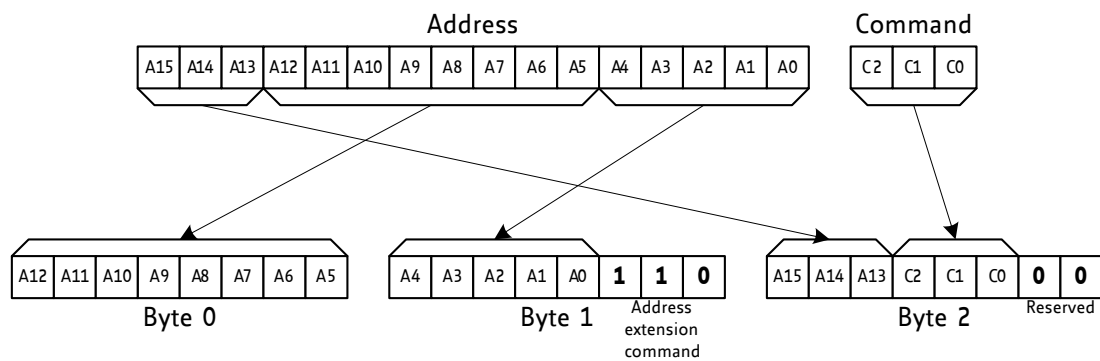 Address Command
A15 A14 A13 A12 A11 A10 A9 A8 A7 A6 A5 A4 A3 A2 A1 A0 C2 C1 C0
A12 A11 A10 A9 A8 A7 A6 A5 A4 A3 A2 A1 A0 1 1 0 A15 A14 A13 C2 C1 C0 0 0
Byte 0 Byte 1 Address Byte 2 Reserved
extension
command